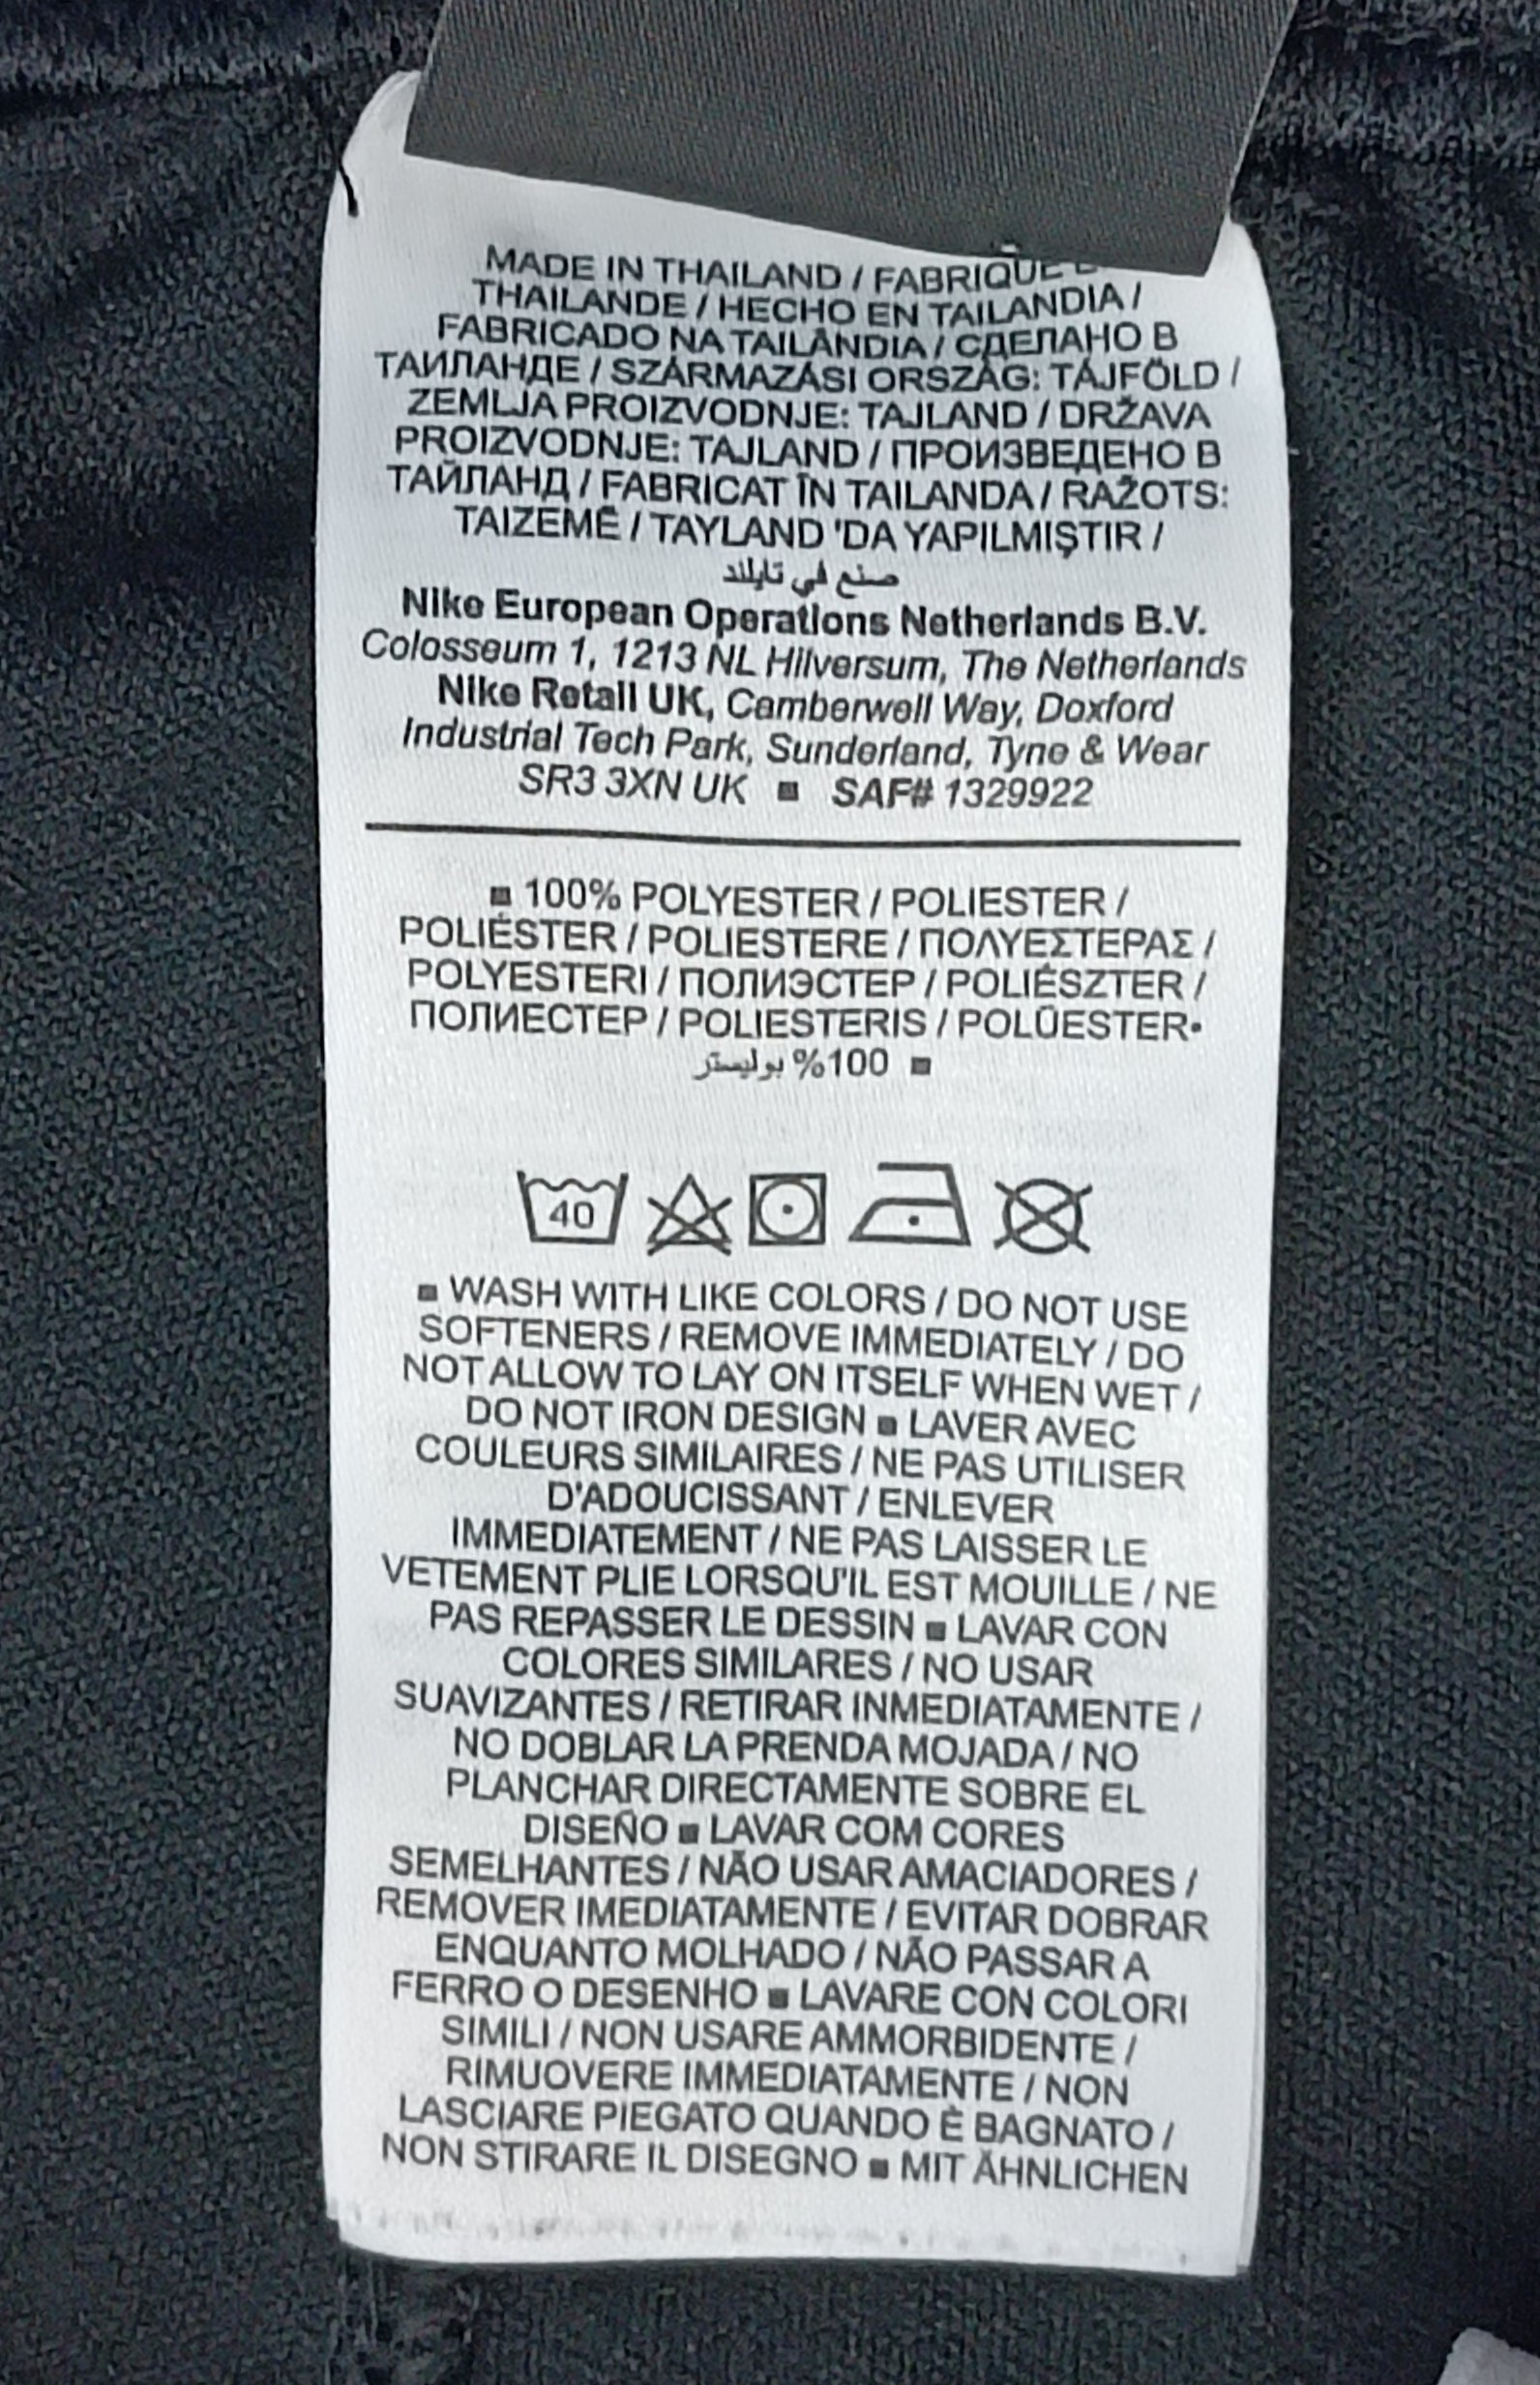 MADE IN THAILAND / FABRIQUE
THAILANDE / HECHO EN TAILANDIA /
FABRICADO NA TAILÂNDIA / СДЕЛАНО В
ТАИЛАНДЕ / SZÁRMAZÁSI ORSZÁG: TÁJFÖLD /
ZEMLJA PROIZVODNJE: TAJLAND / DRŽAVA
PROIZVODNJE: TAJLAND / ПРОИЗВЕДЕНО В
ТАЙЛАНД / FABRICAT ÎN TAILANDA / RAŽOTS:
TAIZEMĒ / TAYLAND 'DA YAPILMIŞTIR /
صنع في تايلند
Nike European Operations Netherlands B.V.
Colosseum 1, 1213 NL Hilversum, The Netherlands
Nike Retail UK, Camberwell Way, Doxford
Industrial Tech Park, Sunderland, Tyne & Wear
SR3 3XN UK ■ SAF# 1329922
■ 100% POLYESTER / POLIESTER /
POLIÉSTER / POLIESTERE / ΠΟΛΥΕΣΤΕΡΑΣ /
POLYESTERI / ПОЛИЭСТЕР / POLIÉSZTER /
ПОЛИЕСТЕР / POLIESTERIS / POLÜESTER•
■ 100% بوليستر
40
■ WASH WITH LIKE COLORS / DO NOT USE
SOFTENERS / REMOVE IMMEDIATELY / DO
NOT ALLOW TO LAY ON ITSELF WHEN WET /
DO NOT IRON DESIGN ■ LAVER AVEC
COULEURS SIMILAIRES / NE PAS UTILISER
D'ADOUCISSANT / ENLEVER
IMMEDIATEMENT / NE PAS LAISSER LE
VETEMENT PLIE LORSQU'IL EST MOUILLE / NE
PAS REPASSER LE DESSIN ■ LAVAR CON
COLORES SIMILARES / NO USAR
SUAVIZANTES / RETIRAR INMEDIATAMENTE /
NO DOBLAR LA PRENDA MOJADA / NO
PLANCHAR DIRECTAMENTE SOBRE EL
DISEÑO ■ LAVAR COM CORES
SEMELHANTES / NÃO USAR AMACIADORES /
REMOVER IMEDIATAMENTE / EVITAR DOBRAR
ENQUANTO MOLHADO / NÃO PASSAR A
FERRO O DESENHO ■ LAVARE CON COLORI
SIMILI / NON USARE AMMORBIDENTE /
RIMUOVERE IMMEDIATAMENTE / NON
LASCIARE PIEGATO QUANDO È BAGNATO /
NON STIRARE IL DISEGNO ■ MIT ÄHNLICHEN